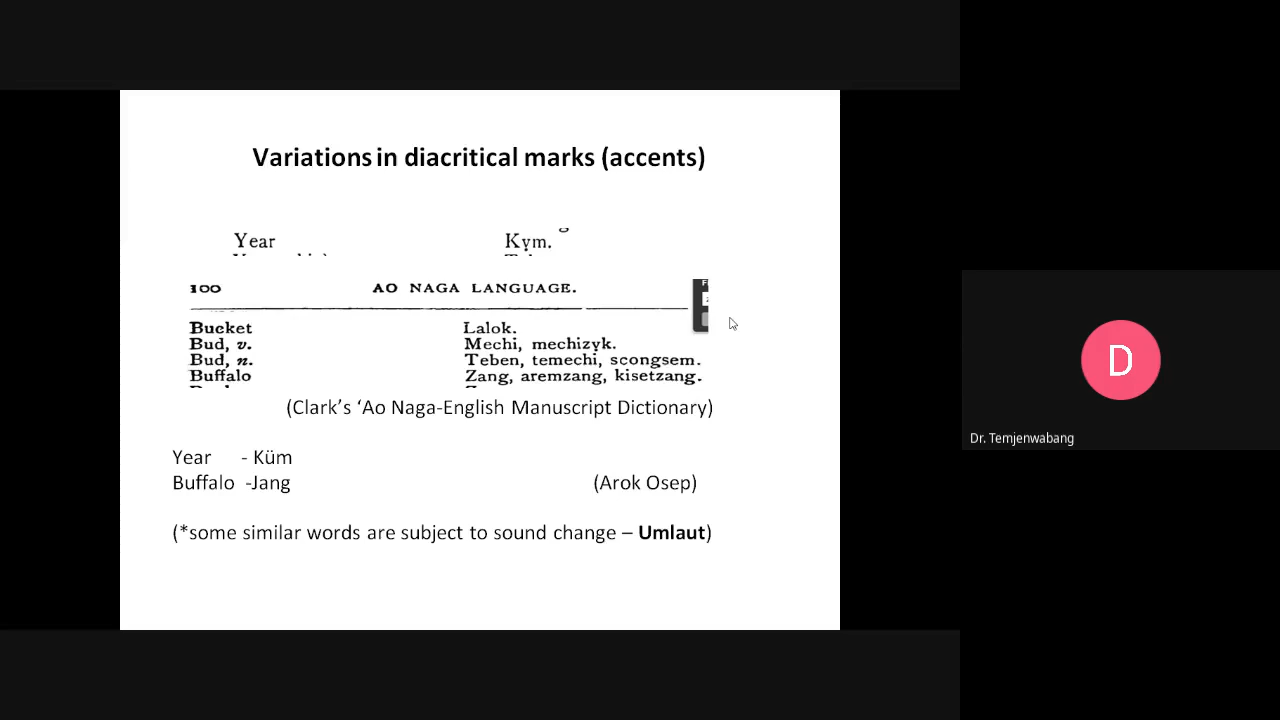 Variations in diacritical marks (accents)
Year Kỵm.
100 AO NAGA LANGUAGE.
Bucket Lalok.
Bud, v. Mechi, mechizyk.
Bud, n. Teben, temechi, scongsem.
Buffalo Zang, aremzang, kisetzang.
(Clark’s ‘Ao Naga-English Manuscript Dictionary)
Year - Küm
Buffalo -Jang (Arok Osep)
(*some similar words are subject to sound change – Umlaut)
D
Dr. Temjenwabang